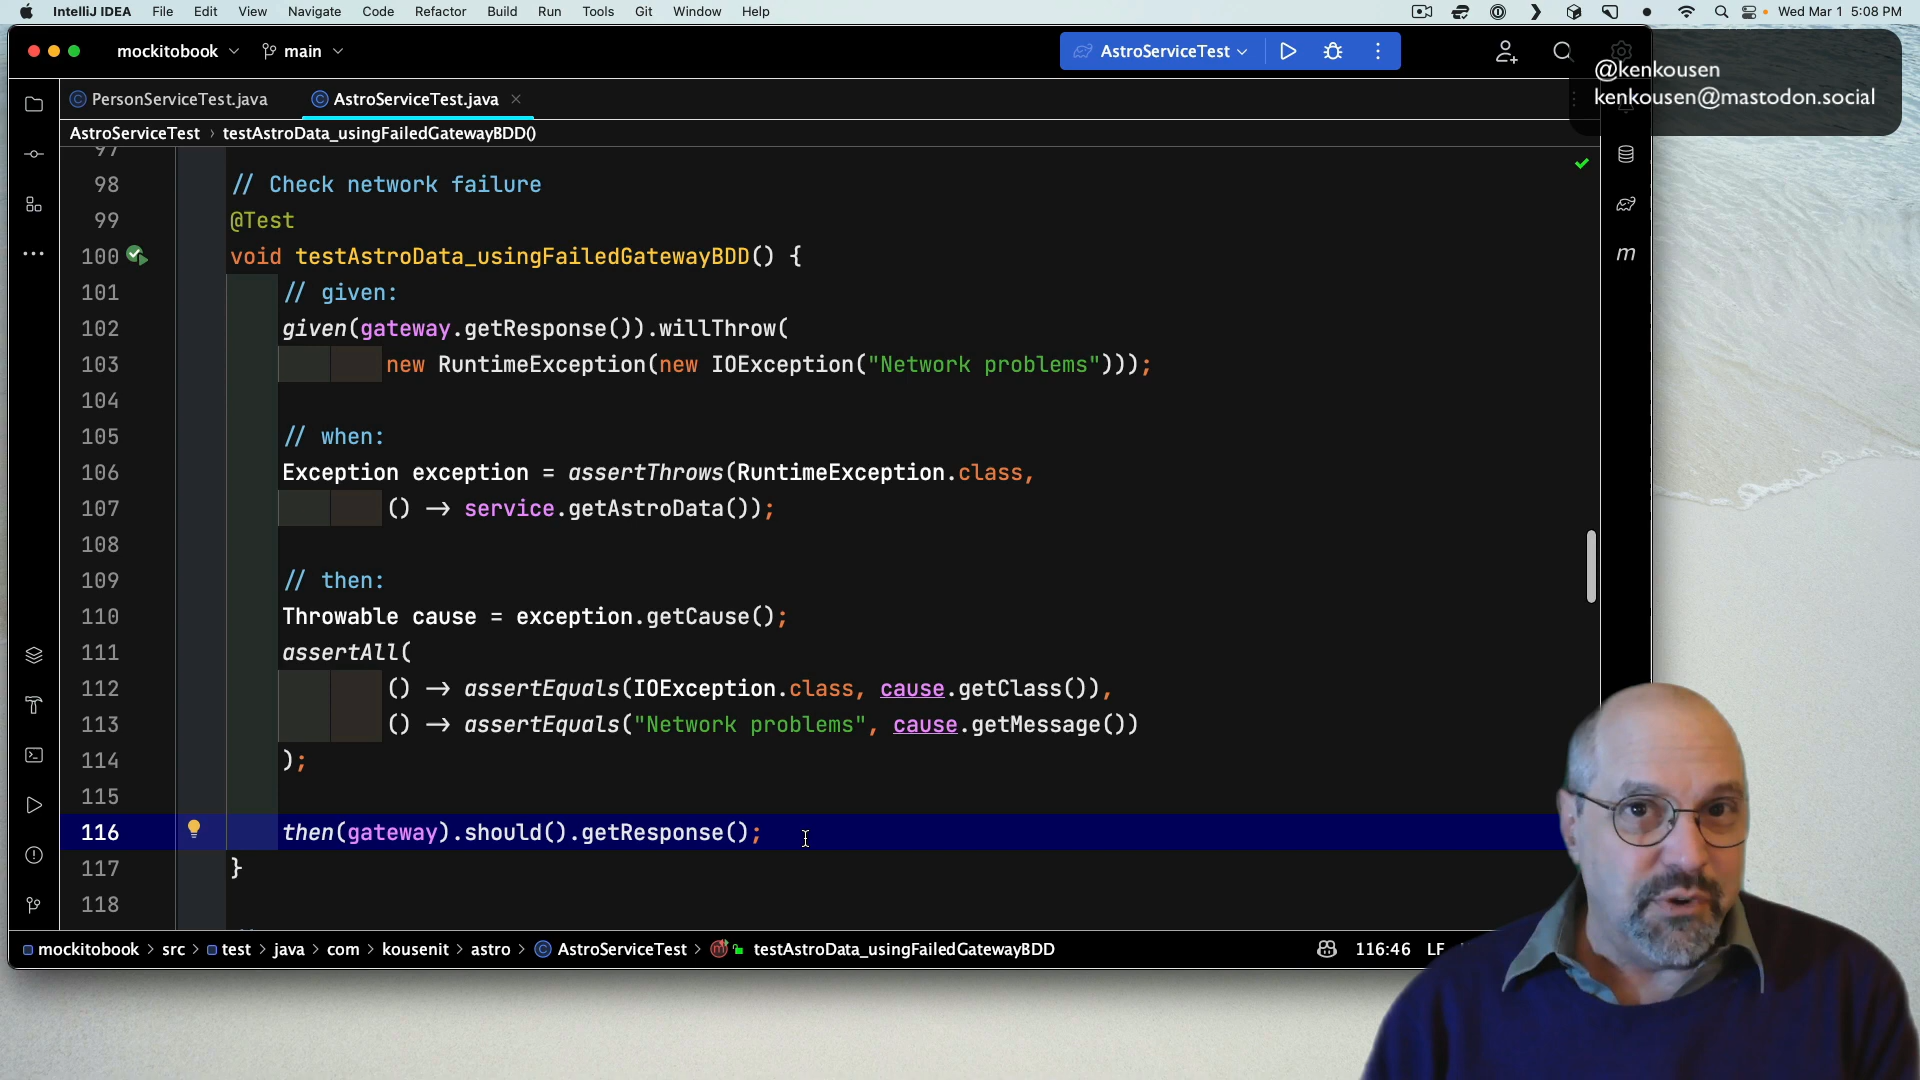 IntelliJ IDEA File Edit View Navigate Code Refactor Build Run Tools Git Window Help Wed Mar 1 5:08 PM
mockitobook main AstroServiceTest
@kenkousen
kenkousen@mastodon.social
PersonServiceTest.java AstroServiceTest.java
AstroServiceTest › testAstroData_usingFailedGatewayBDD()
97
98 // Check network failure
99 @Test
100 void testAstroData_usingFailedGatewayBDD() {
101 // given:
102 given(gateway.getResponse()).willThrow(
103 new RuntimeException(new IOException("Network problems")));
104
105 // when:
106 Exception exception = assertThrows(RuntimeException.class,
107 () → service.getAstroData());
108
109 // then:
110 Throwable cause = exception.getCause();
111 assertAll(
112 () → assertEquals(IOException.class, cause.getClass()),
113 () → assertEquals("Network problems", cause.getMessage())
114 );
115
116 then(gateway).should().getResponse();
117 }
118
mockitobook › src › test › java › com › kousenit › astro › AstroServiceTest › testAstroData_usingFailedGatewayBDD 116:46 LF
m